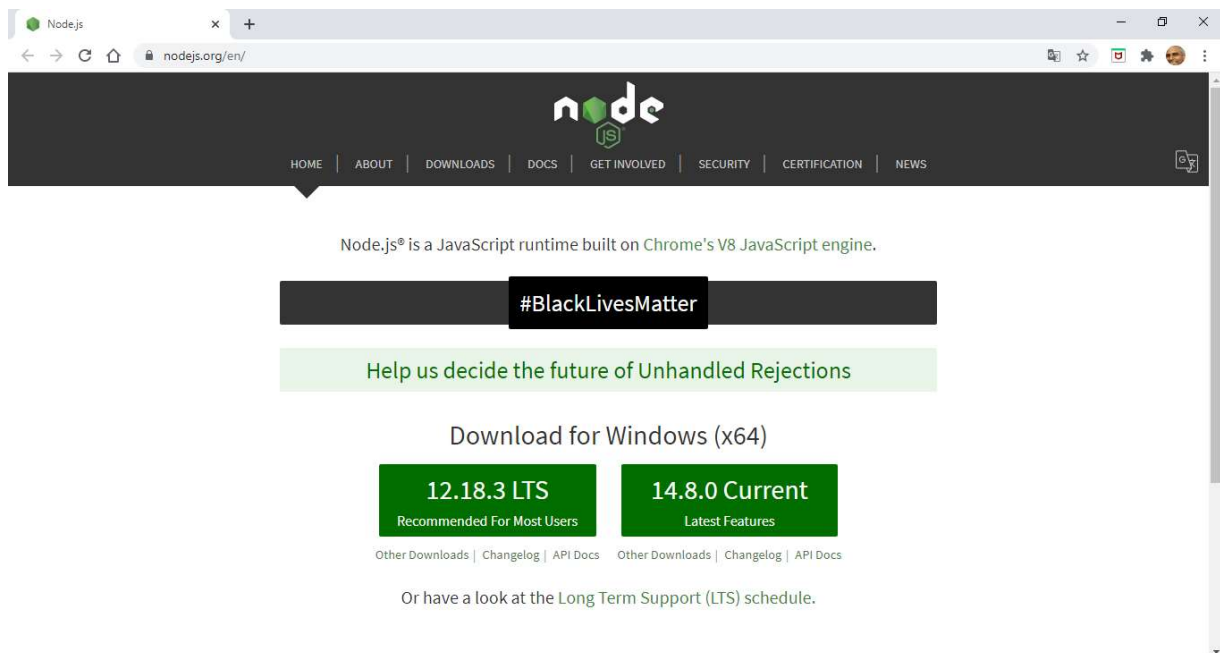 Node.js
nodejs.org/en/
node
JS
HOME | ABOUT | DOWNLOADS | DOCS | GET INVOLVED | SECURITY | CERTIFICATION | NEWS
Node.js® is a JavaScript runtime built on Chrome's V8 JavaScript engine.
#BlackLivesMatter
Help us decide the future of Unhandled Rejections
Download for Windows (x64)
12.18.3 LTS
Recommended For Most Users
14.8.0 Current
Latest Features
Other Downloads | Changelog | API Docs
Other Downloads | Changelog | API Docs
Or have a look at the Long Term Support (LTS) schedule.